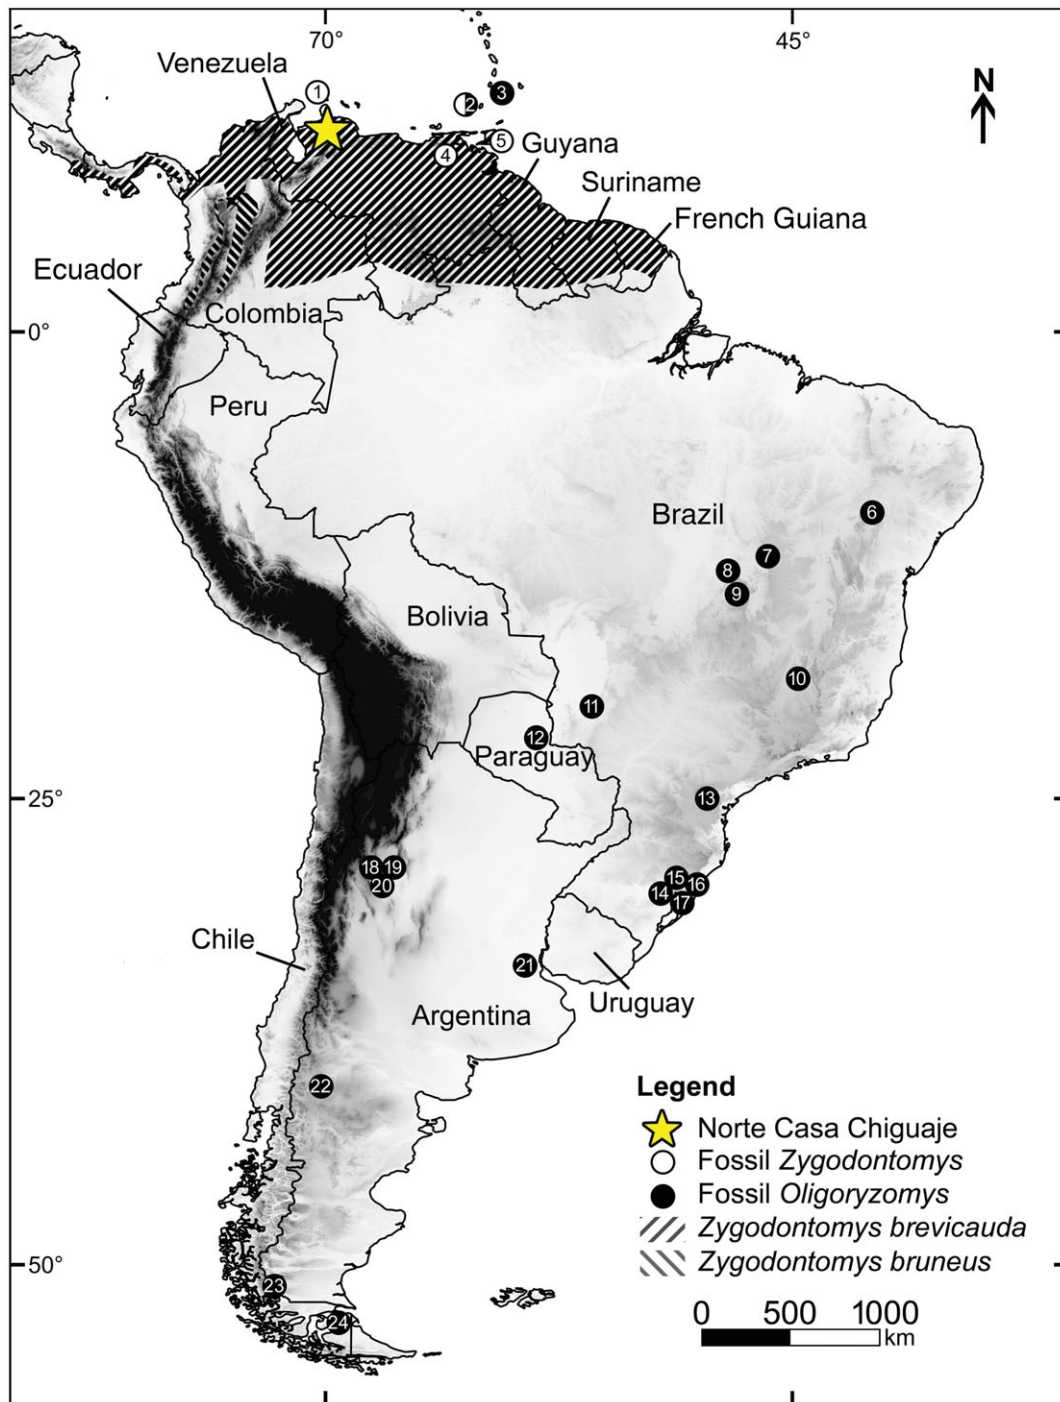 70°
45°
Venezuela
1
2
3
N
5
4
Guyana
Suriname
French Guiana
Ecuador
Colombia
0°
Peru
Brazil
6
7
8
9
Bolivia
10
11
12
Paraguay
25°
13
18
19
20
15
16
14
17
Chile
21
Uruguay
Argentina
22
Legend
Norte Casa Chiguaje
Fossil Zygodontomys
Fossil Oligoryzomys
Zygodontomys brevicauda
Zygodontomys bruneus
50°
23
24
0 500 1000
km